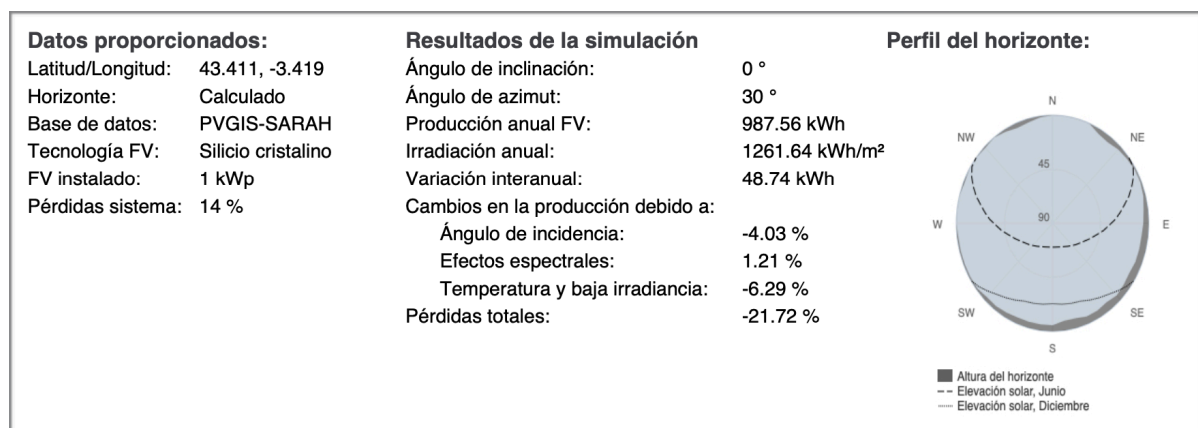 Datos proporcionados:
Latitud/Longitud: 43.411, -3.419
Horizonte: Calculado
Base de datos: PVGIS-SARAH
Tecnología FV: Silicio cristalino
FV instalado: 1 kWp
Pérdidas sistema: 14 %
Resultados de la simulación
Ángulo de inclinación: 0 °
Ángulo de azimut: 30 °
Producción anual FV: 987.56 kWh
Irradiación anual: 1261.64 kWh/m²
Variación interanual: 48.74 kWh
Cambios en la producción debido a:
Ángulo de incidencia: -4.03 %
Efectos espectrales: 1.21 %
Temperatura y baja irradiancia: -6.29 %
Pérdidas totales: -21.72 %
Perfil del horizonte:
N
NW
NE
45
90
W
E
SW
SE
S
Altura del horizonte
Elevación solar, Junio
Elevación solar, Diciembre